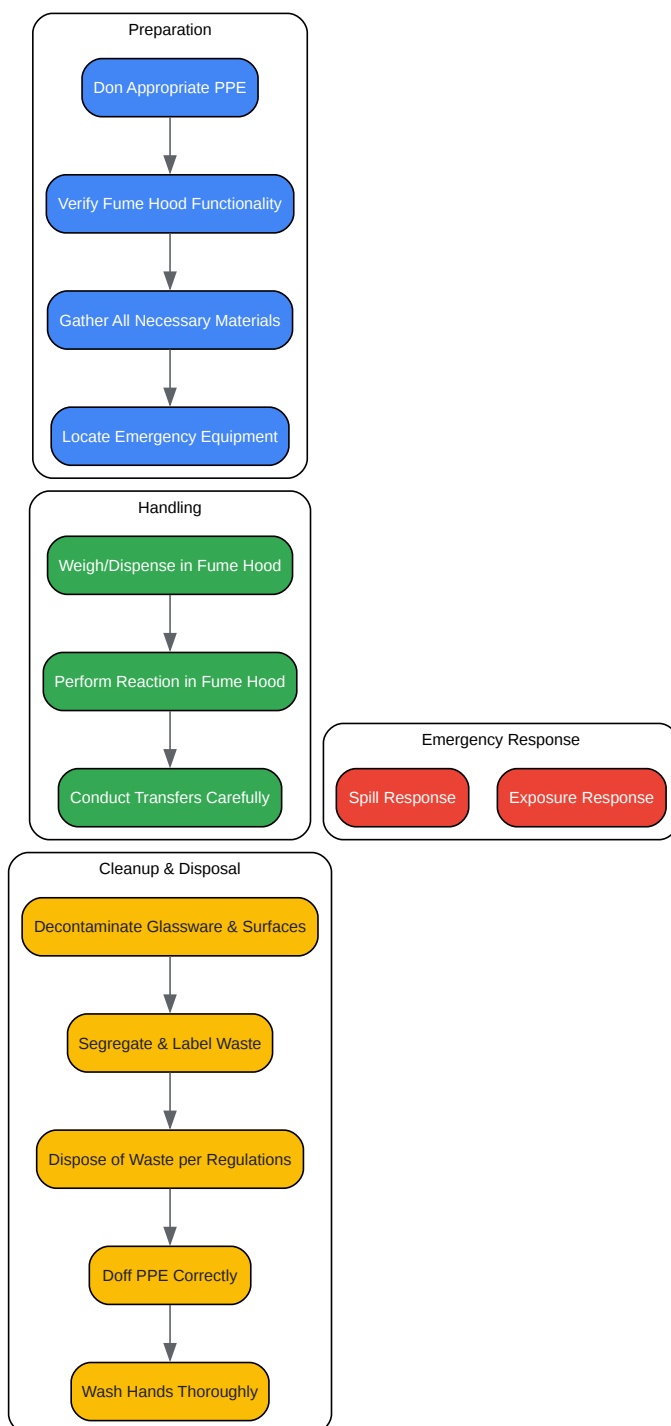 Preparation
Don Appropriate PPE
Verify Fume Hood Functionality
Gather All Necessary Materials
Locate Emergency Equipment
Handling
Weigh/Dispense in Fume Hood
Perform Reaction in Fume Hood
Conduct Transfers Carefully
Emergency Response
Spill Response
Exposure Response
Cleanup & Disposal
Decontaminate Glassware & Surfaces
Segregate & Label Waste
Dispose of Waste per Regulations
Doff PPE Correctly
Wash Hands Thoroughly